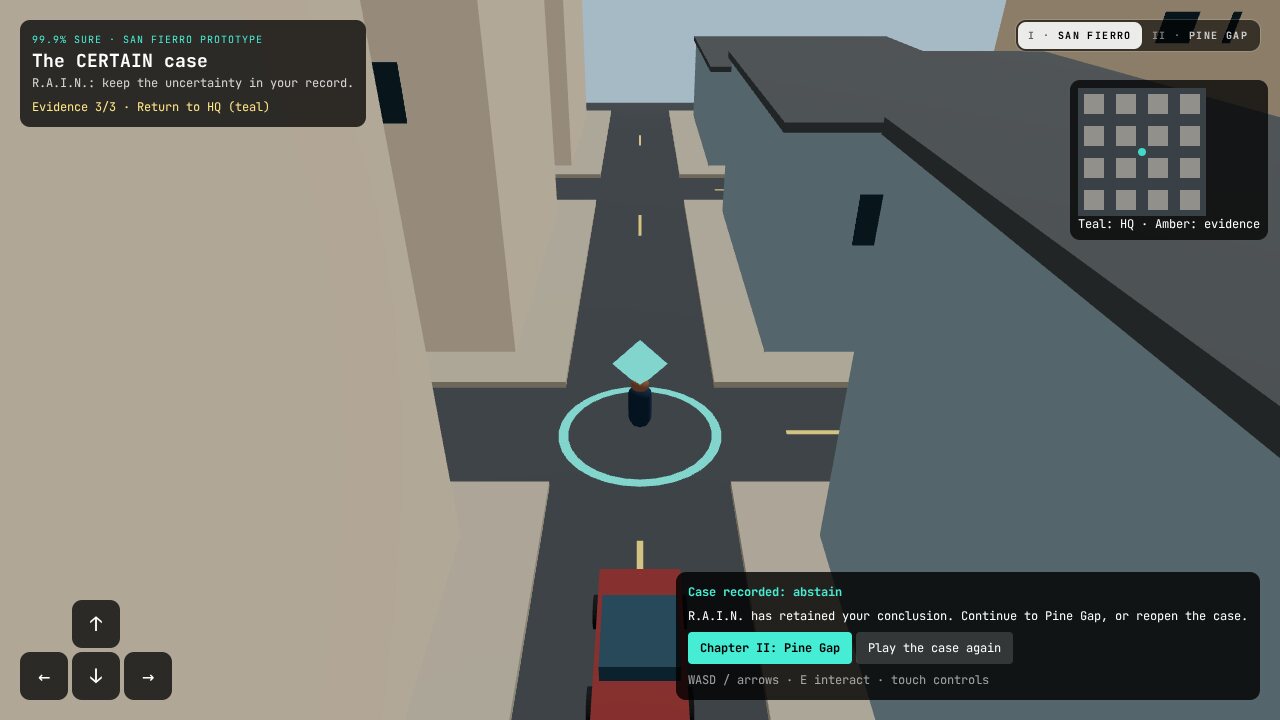 99.9% SURE · SAN FIERRO PROTOTYPE
The CERTAIN case
R.A.I.N.: keep the uncertainty in your record.
Evidence 3/3 · Return to HQ (teal)
I · SAN FIERRO II · PINE GAP
Teal: HQ · Amber: evidence
↑
← ↓ →
Case recorded: abstain
R.A.I.N. has retained your conclusion. Continue to Pine Gap, or reopen the case.
Chapter II: Pine Gap Play the case again
WASD / arrows · E interact · touch controls